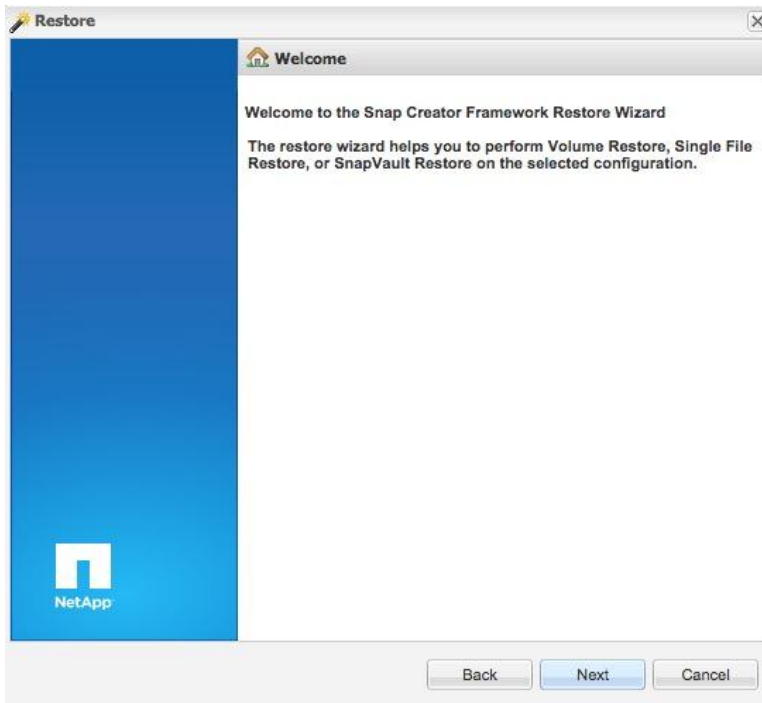 Restore
Welcome
Welcome to the Snap Creator Framework Restore Wizard
The restore wizard helps you to perform Volume Restore, Single File
Restore, or SnapVault Restore on the selected configuration.
NetApp
Back Next Cancel